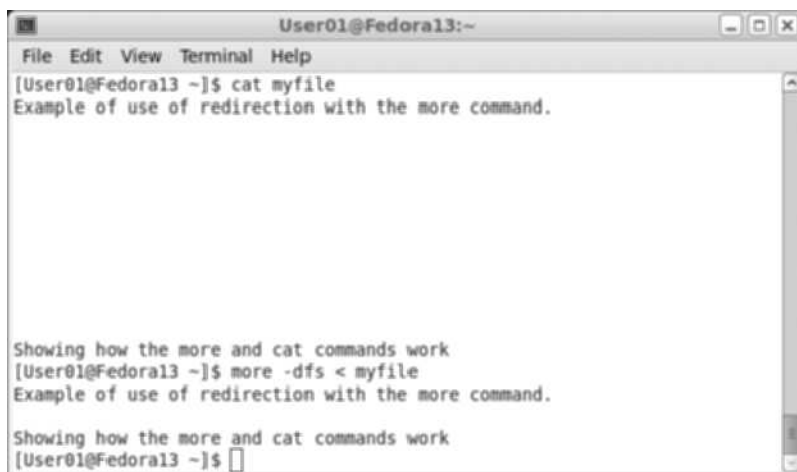 User01@Fedora13:~
File Edit View Terminal Help
[User01@Fedora13 ~]$ cat myfile
Example of use of redirection with the more command.
Showing how the more and cat commands work
[User01@Fedora13 ~]$ more -dfs < myfile
Example of use of redirection with the more command.
Showing how the more and cat commands work
[User01@Fedora13 ~]$